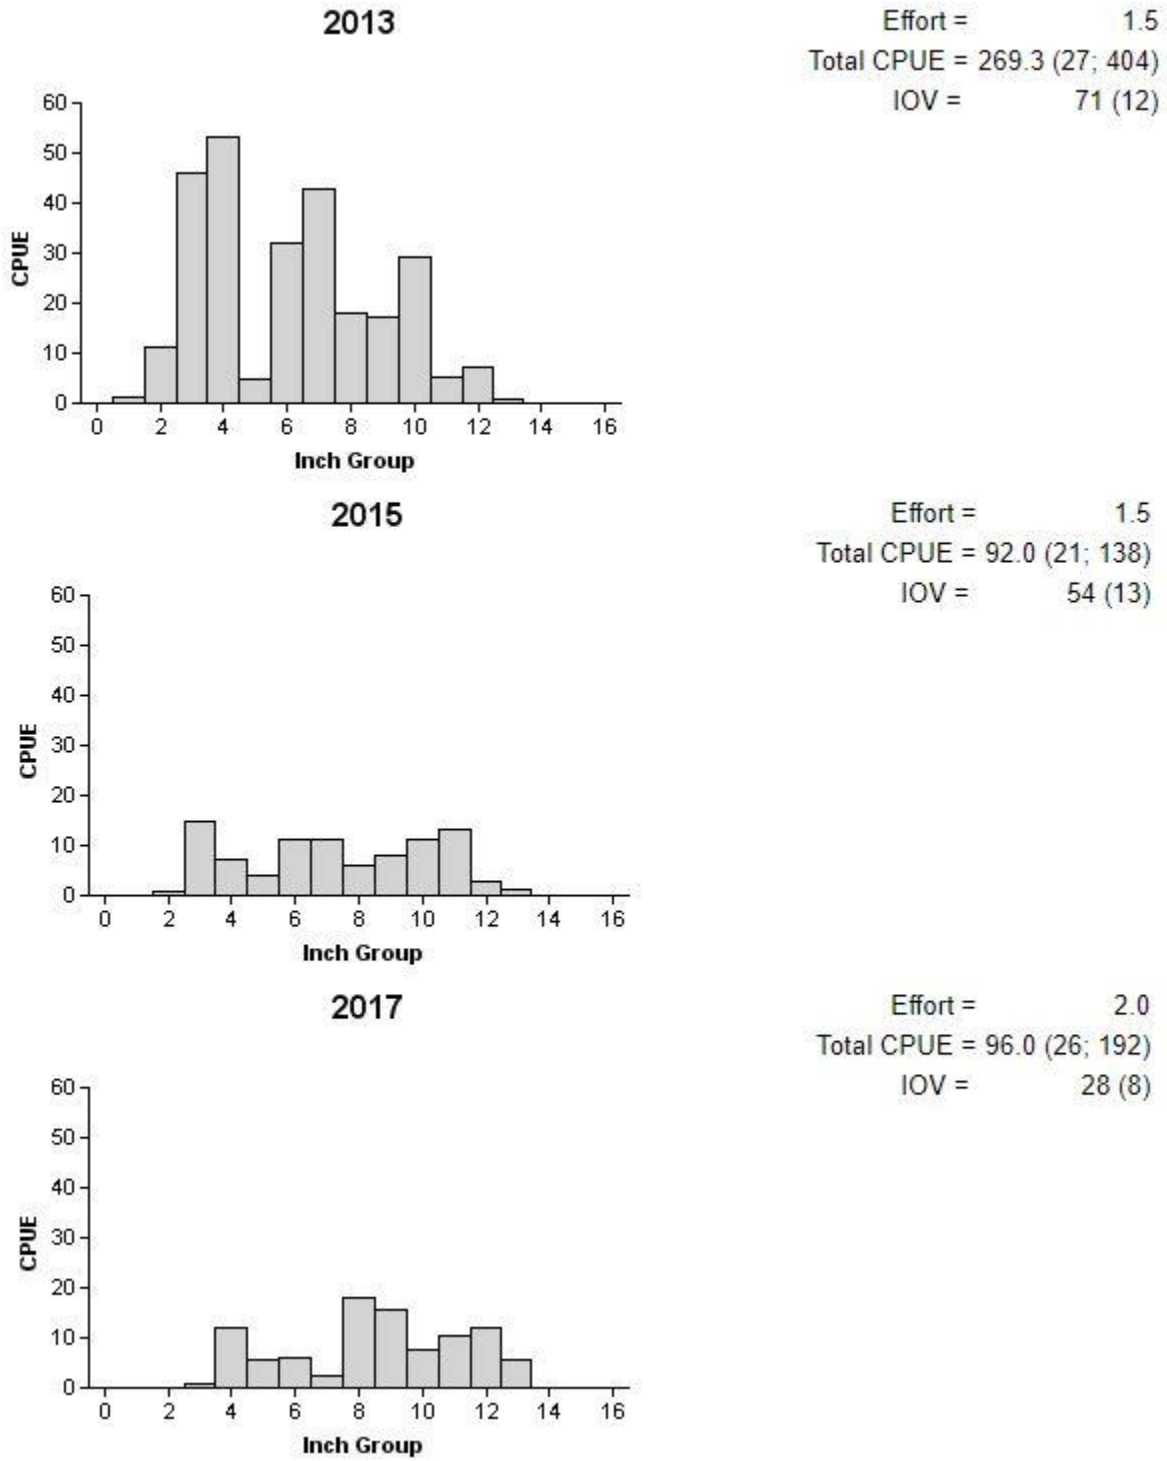 2013
Effort = 1.5
Total CPUE = 269.3 (27; 404)
IOV = 71 (12)
60
50
40
30
20
10
0
CPUE
0 2 4 6 8 10 12 14 16
Inch Group
2015
Effort = 1.5
Total CPUE = 92.0 (21; 138)
IOV = 54 (13)
60
50
40
30
20
10
0
CPUE
0 2 4 6 8 10 12 14 16
Inch Group
2017
Effort = 2.0
Total CPUE = 96.0 (26; 192)
IOV = 28 (8)
60
50
40
30
20
10
0
CPUE
0 2 4 6 8 10 12 14 16
Inch Group